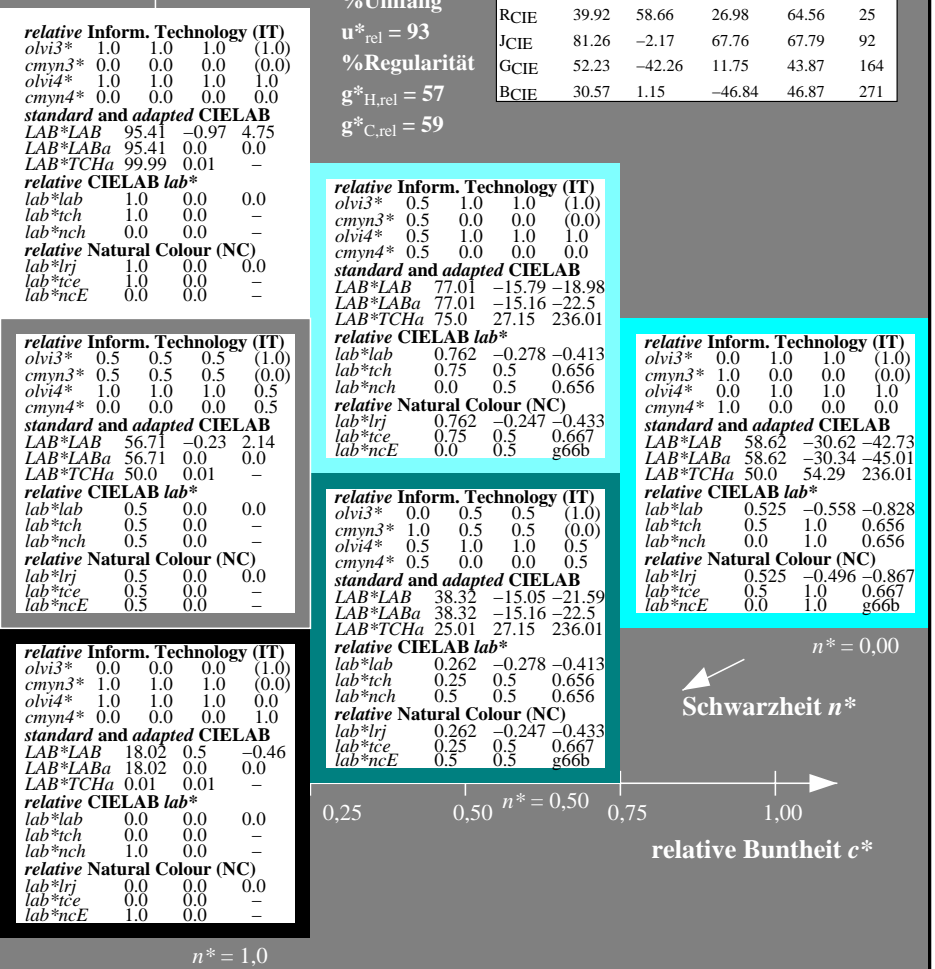 %Umfang
u*rel = 93
%Regularität
g*H,rel = 57
g*C,rel = 59
RCIE 39.92 58.66 26.98 64.56 25
JCIE 81.26 −2.17 67.76 67.79 92
GCIE 52.23 −42.26 11.75 43.87 164
BCIE 30.57 1.15 −46.84 46.87 271
relative Inform. Technology (IT)
olvi3* 1.0 1.0 1.0 (1.0)
cmyn3* 0.0 0.0 0.0 (0.0)
olvi4* 1.0 1.0 1.0 1.0
cmyn4* 0.0 0.0 0.0 0.0
standard and adapted CIELAB
LAB*LAB 95.41 −0.97 4.75
LAB*LABa 95.41 0.0 0.0
LAB*TCHa 99.99 0.01 –
relative CIELAB lab*
lab*lab 1.0 0.0 0.0
lab*tch 1.0 0.0 –
lab*nch 0.0 0.0 –
relative Natural Colour (NC)
lab*lrj 1.0 0.0 0.0
lab*tce 1.0 0.0 –
lab*ncE 0.0 0.0 –
relative Inform. Technology (IT)
olvi3* 0.5 1.0 1.0 (1.0)
cmyn3* 0.5 0.0 0.0 (0.0)
olvi4* 0.5 1.0 1.0 1.0
cmyn4* 0.5 0.0 0.0 0.0
standard and adapted CIELAB
LAB*LAB 77.01 −15.79 −18.98
LAB*LABa 77.01 −15.16 −22.5
LAB*TCHa 75.0 27.15 236.01
relative CIELAB lab*
lab*lab 0.762 −0.278 −0.413
lab*tch 0.75 0.5 0.656
lab*nch 0.0 0.5 0.656
relative Natural Colour (NC)
lab*lrj 0.762 −0.247 −0.433
lab*tce 0.75 0.5 0.667
lab*ncE 0.0 0.5 g66b
relative Inform. Technology (IT)
olvi3* 0.5 0.5 0.5 (1.0)
cmyn3* 0.5 0.5 0.5 (0.0)
olvi4* 1.0 1.0 1.0 0.5
cmyn4* 0.0 0.0 0.0 0.5
standard and adapted CIELAB
LAB*LAB 56.71 −0.23 2.14
LAB*LABa 56.71 0.0 0.0
LAB*TCHa 50.0 0.01 –
relative CIELAB lab*
lab*lab 0.5 0.0 0.0
lab*tch 0.5 0.0 –
lab*nch 0.5 0.0 –
relative Natural Colour (NC)
lab*lrj 0.5 0.0 0.0
lab*tce 0.5 0.0 –
lab*ncE 0.5 0.0 –
relative Inform. Technology (IT)
olvi3* 0.0 1.0 1.0 (1.0)
cmyn3* 1.0 0.0 0.0 (0.0)
olvi4* 0.0 1.0 1.0 1.0
cmyn4* 1.0 0.0 0.0 0.0
standard and adapted CIELAB
LAB*LAB 58.62 −30.62 −42.73
LAB*LABa 58.62 −30.34 −45.01
LAB*TCHa 50.0 54.29 236.01
relative CIELAB lab*
lab*lab 0.525 −0.558 −0.828
lab*tch 0.5 1.0 0.656
lab*nch 0.0 1.0 0.656
relative Natural Colour (NC)
lab*lrj 0.525 −0.496 −0.867
lab*tce 0.5 1.0 0.667
lab*ncE 0.0 1.0 g66b
relative Inform. Technology (IT)
olvi3* 0.0 0.5 0.5 (1.0)
cmyn3* 1.0 0.5 0.5 (0.0)
olvi4* 0.5 1.0 1.0 0.5
cmyn4* 0.5 0.0 0.0 0.5
standard and adapted CIELAB
LAB*LAB 38.32 −15.05 −21.59
LAB*LABa 38.32 −15.16 −22.5
LAB*TCHa 25.01 27.15 236.01
relative CIELAB lab*
lab*lab 0.262 −0.278 −0.413
lab*tch 0.25 0.5 0.656
lab*nch 0.5 0.5 0.656
relative Natural Colour (NC)
lab*lrj 0.262 −0.247 −0.433
lab*tce 0.25 0.5 0.667
lab*ncE 0.5 0.5 g66b
relative Inform. Technology (IT)
olvi3* 0.0 0.0 0.0 (1.0)
cmyn3* 1.0 1.0 1.0 (0.0)
olvi4* 1.0 1.0 1.0 0.0
cmyn4* 0.0 0.0 0.0 1.0
standard and adapted CIELAB
LAB*LAB 18.02 0.5 −0.46
LAB*LABa 18.02 0.0 0.0
LAB*TCHa 0.01 0.01 –
relative CIELAB lab*
lab*lab 0.0 0.0 0.0
lab*tch 0.0 0.0 –
lab*nch 1.0 0.0 –
relative Natural Colour (NC)
lab*lrj 0.0 0.0 0.0
lab*tce 0.0 0.0 –
lab*ncE 1.0 0.0 –
n* = 0,00
Schwarzheit n*
0,25 0,50 n* = 0,50 0,75 1,00
relative Buntheit c*
n* = 1,0